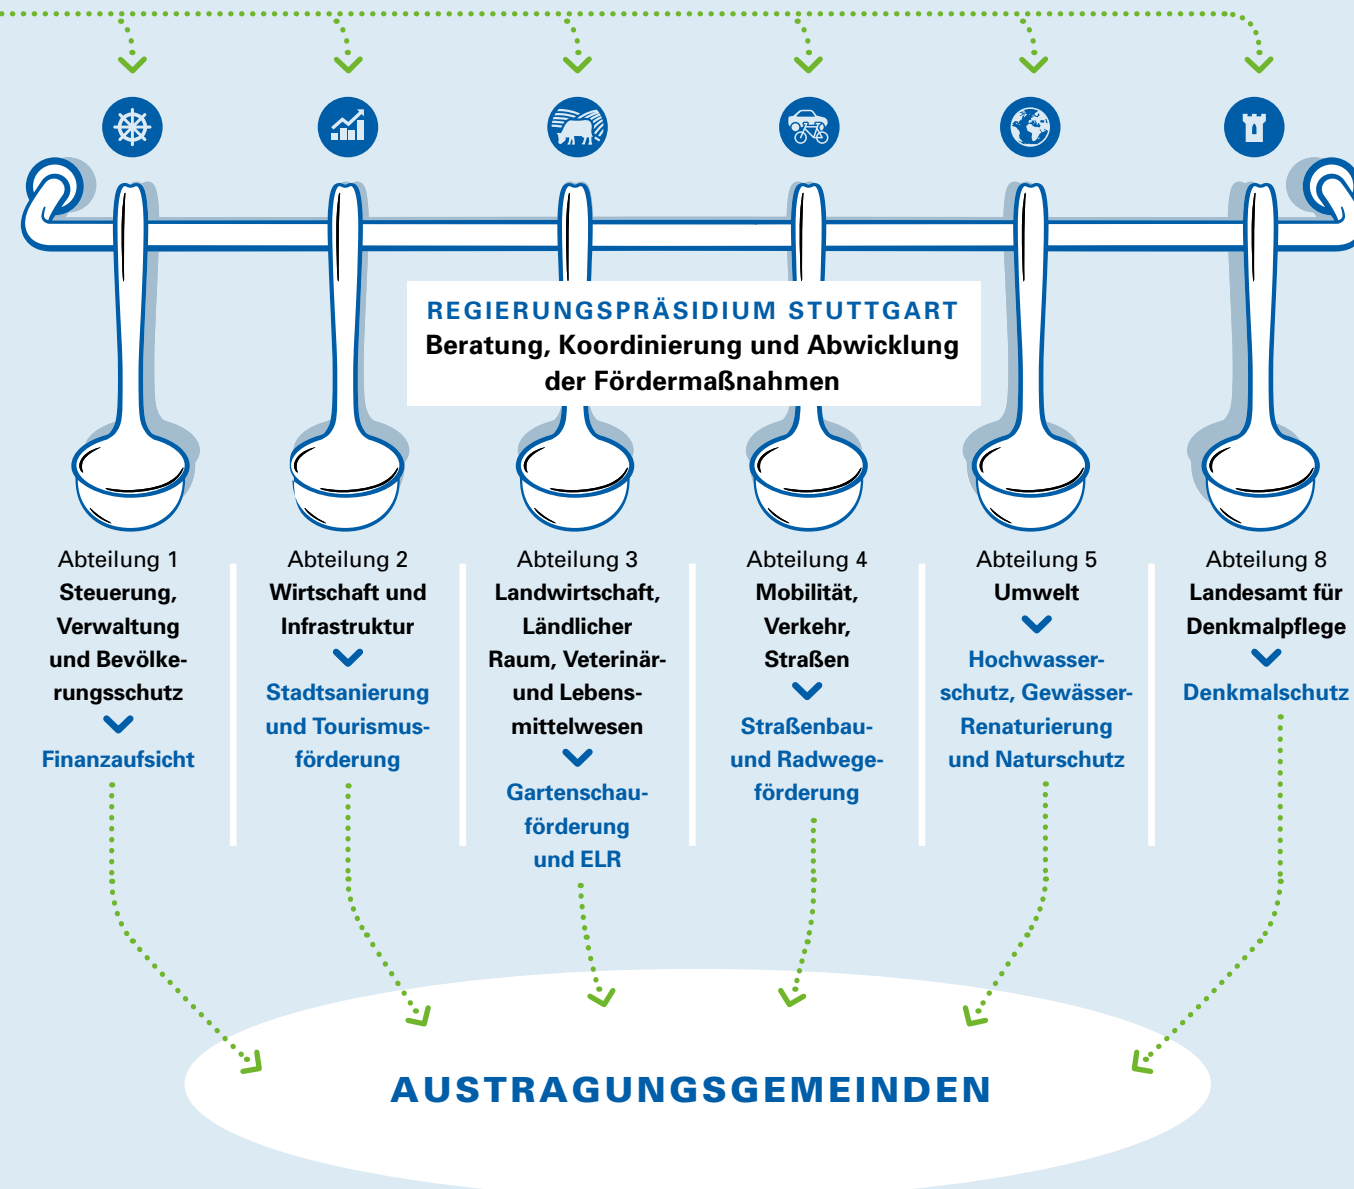 REGIERUNGSPRÄSIDIUM STUTTGART
Beratung, Koordinierung und Abwicklung
der Fördermaßnahmen
Abteilung 1
Steuerung,
Verwaltung
und Bevölke-
rungsschutz
Finanzaufsicht
Abteilung 2
Wirtschaft und
Infrastruktur
Stadtsanierung
und Tourismus-
förderung
Abteilung 3
Landwirtschaft,
Ländlicher
Raum, Veterinär-
und Lebens-
mittelwesen
Gartenschau-
förderung
und ELR
Abteilung 4
Mobilität,
Verkehr,
Straßen
Straßenbau-
und Radwege-
förderung
Abteilung 5
Umwelt
Hochwasser-
schutz, Gewässer-
Renaturierung
und Naturschutz
Abteilung 8
Landesamt für
Denkmalpflege
Denkmalschutz
AUSTRAGUNGSGEMEINDEN